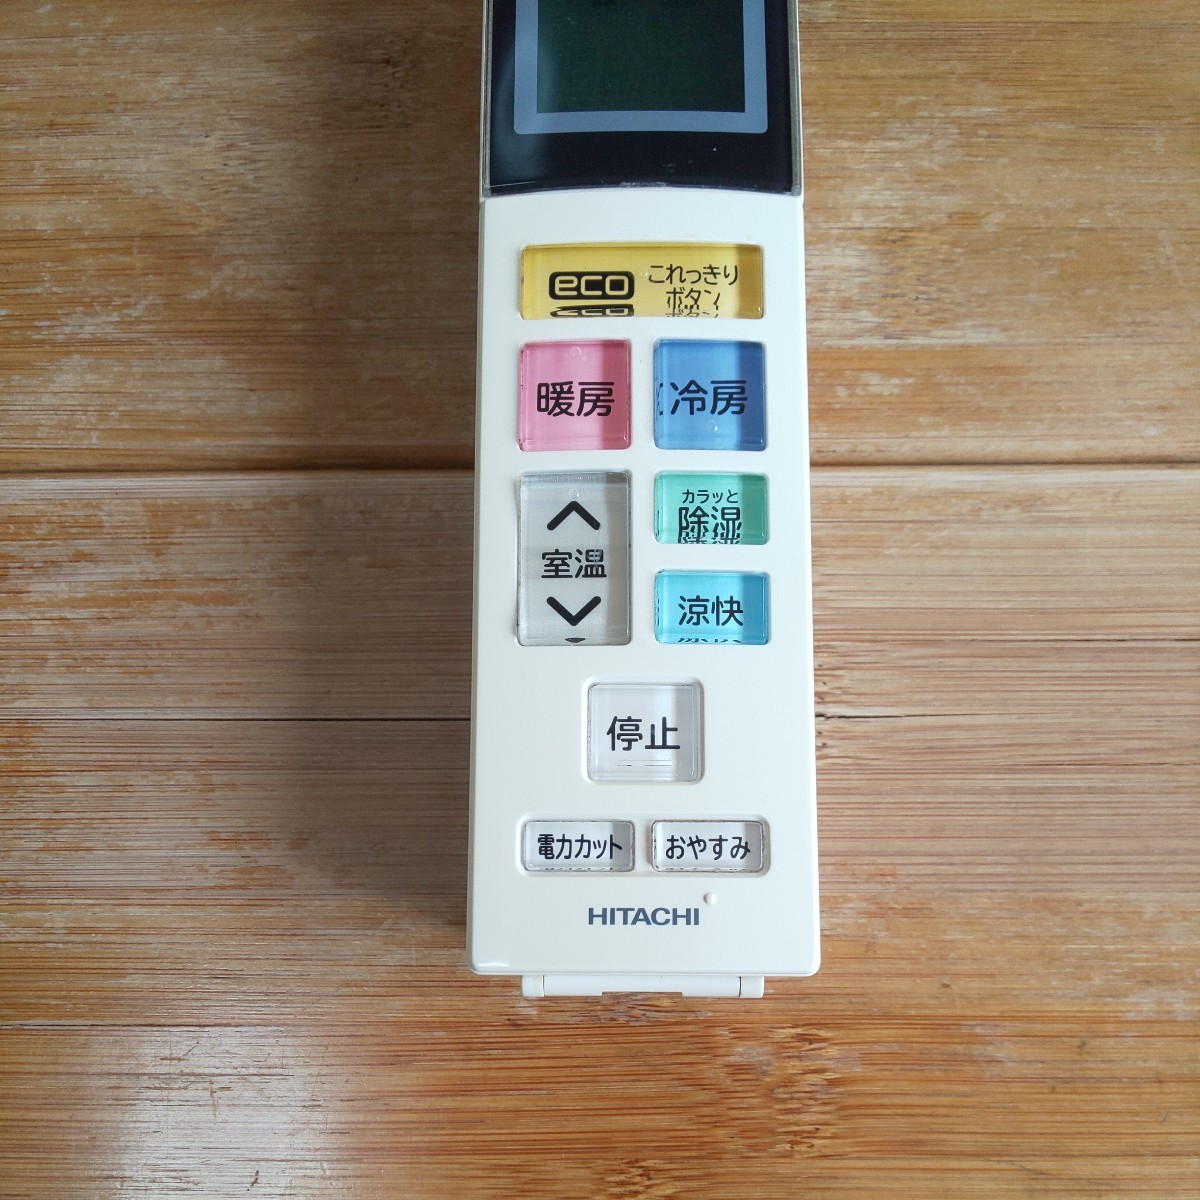 eco これっきり
ボタン
暖房 冷房
カラッと
除湿
室温
涼快
停止
電力カット おやすみ
HITACHI